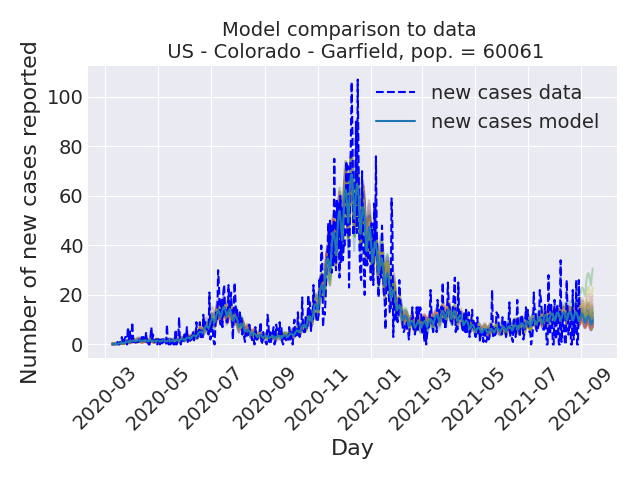 Model comparison to data
US - Colorado - Garfield, pop. = 60061
Number of new cases reported
100
80
60
40
20
0
new cases data
new cases model
2020-03
2020-05
2020-07
2020-09
2020-11
2021-01
2021-03
2021-05
2021-07
2021-09
Day